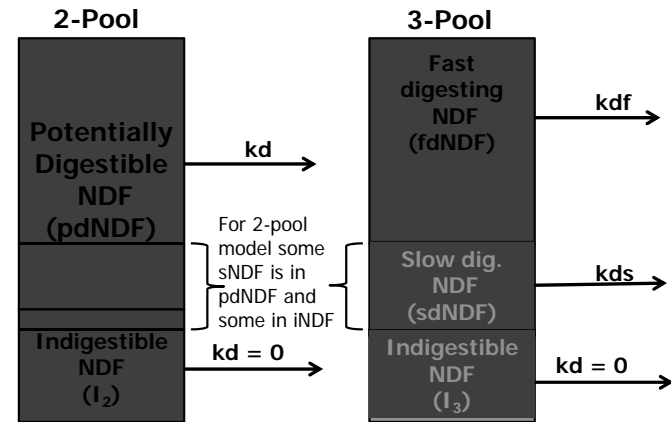 2-Pool
Potentially
Digestible
NDF
(pdNDF)
kd
Indigestible
NDF
(I₂)
kd = 0
For 2-pool
model some
sNDF is in
pdNDF and
some in iNDF
3-Pool
Fast
digesting
NDF
(fdNDF)
kdf
Slow dig.
NDF
(sdNDF)
kds
Indigestible
NDF
(I₃)
kd = 0